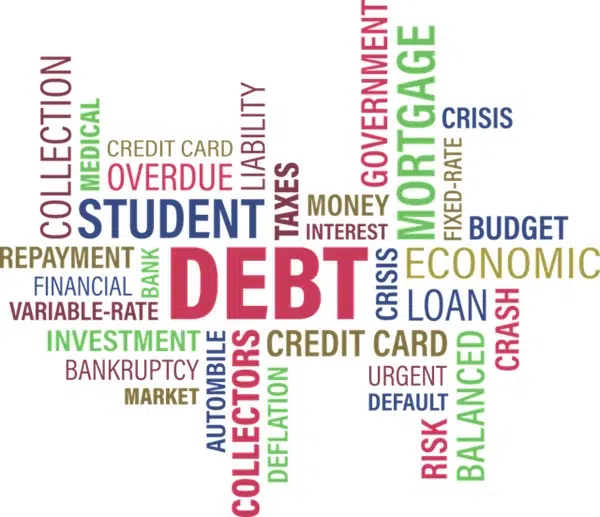 COLLECTION
MEDICAL
CREDIT CARD
OVERDUE
LIABILITY
STUDENT
TAXES
GOVERNMENT
MORTGAGE
CRISIS
FIXED-RATE
MONEY
INTEREST
BUDGET
REPAYMENT
BANK
DEBT
CRISIS
ECONOMIC
FINANCIAL
VARIABLE-RATE
LOAN
CRASH
INVESTMENT
BANKRUPTCY
MARKET
AUTOMBILE
COLLECTORS
CREDIT CARD
DEFLATION
URGENT
DEFAULT
RISK
BALANCED